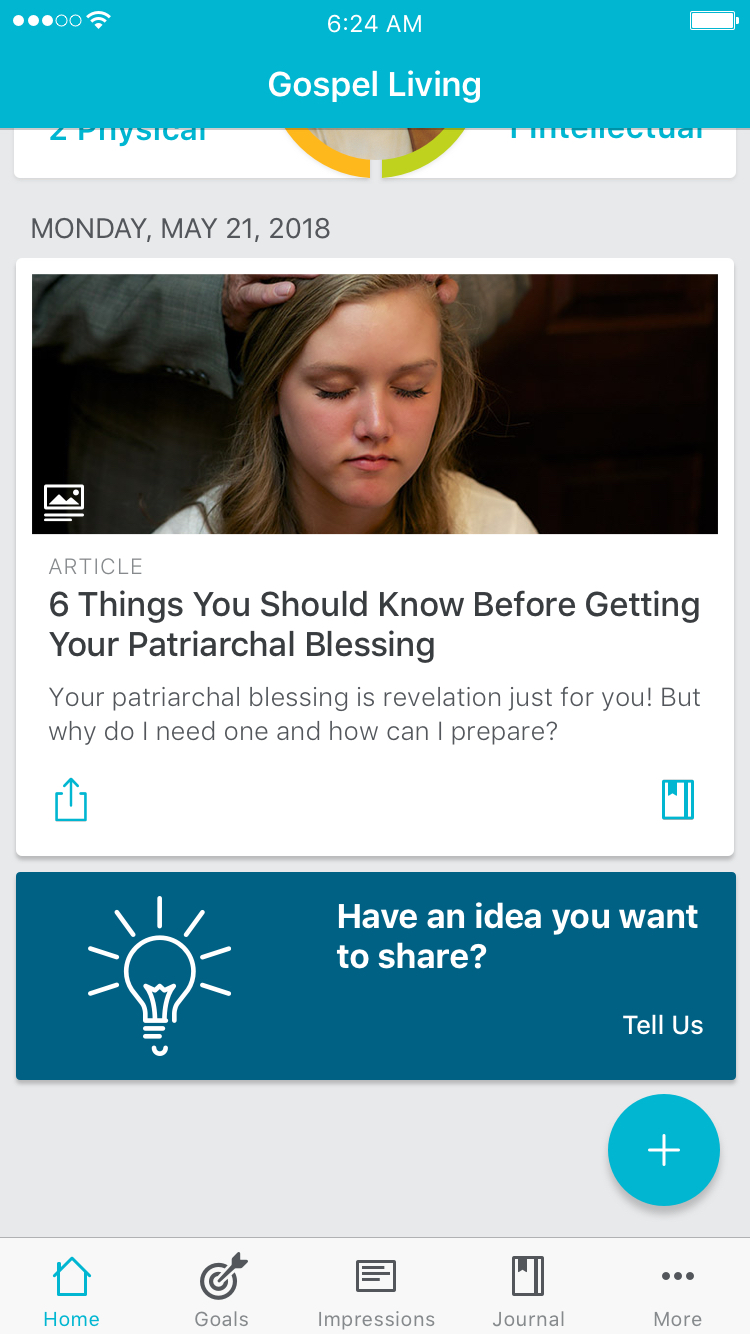 6:24 AM
Gospel Living
2 Physical
1 Intellectual
MONDAY, MAY 21, 2018
ARTICLE
6 Things You Should Know Before Getting
Your Patriarchal Blessing
Your patriarchal blessing is revelation just for you! But
why do I need one and how can I prepare?
Have an idea you want
to share?
Tell Us
Home
Goals
Impressions
Journal
More